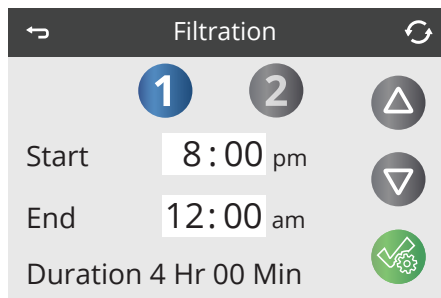 Filtration
1 2
Start 8:00 pm
End 12:00 am
Duration 4 Hr 00 Min